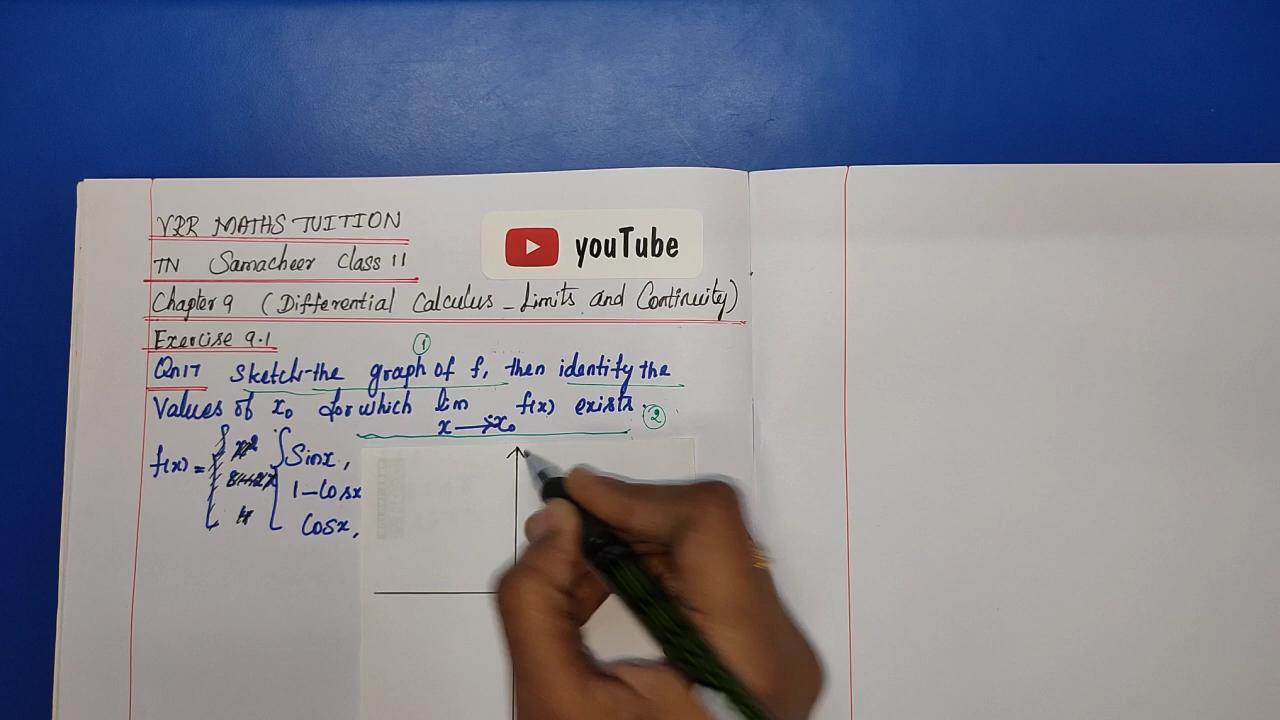 VRR MATHS TUITION
youTube
TN Samacheer Class 11
Chapter 9 (Differential Calculus - Limits and Continuity)
Exercise 9.1
①
Qn17 Sketch the graph of f, then identify the
Values of x₀ for which lim f(x) exists.
x→x₀
②
f(x) = { Sinx,
1-Cosx
Cosx,